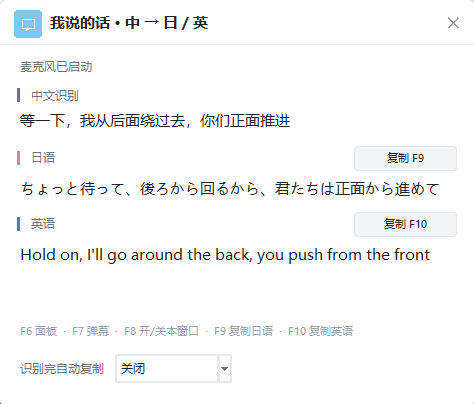 我说的话·中 → 日 / 英
麦克风已启动
中文识别
等一下，我从后面绕过去，你们正面推进
日语
复制 F9
ちょっと待って、後ろから回るから、君たちは正面から進めて
英语
复制 F10
Hold on, I'll go around the back, you push from the front
F6 面板 · F7 弹幕 · F8 开/关本窗口 · F9 复制日语 · F10 复制英语
识别完自动复制 关闭